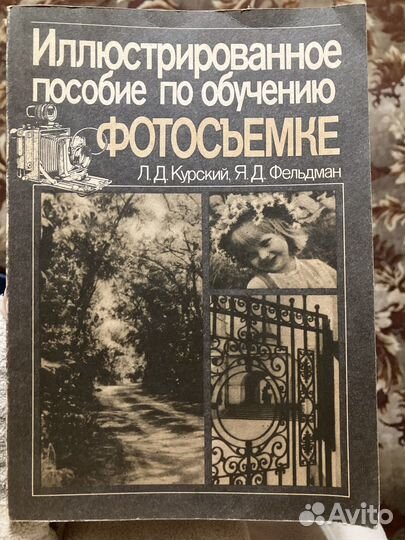 Иллюстрированное
пособие по обучению
ФОТОСЪЕМКЕ
Л.Д. Курский, Я.Д. Фельдман
Avito